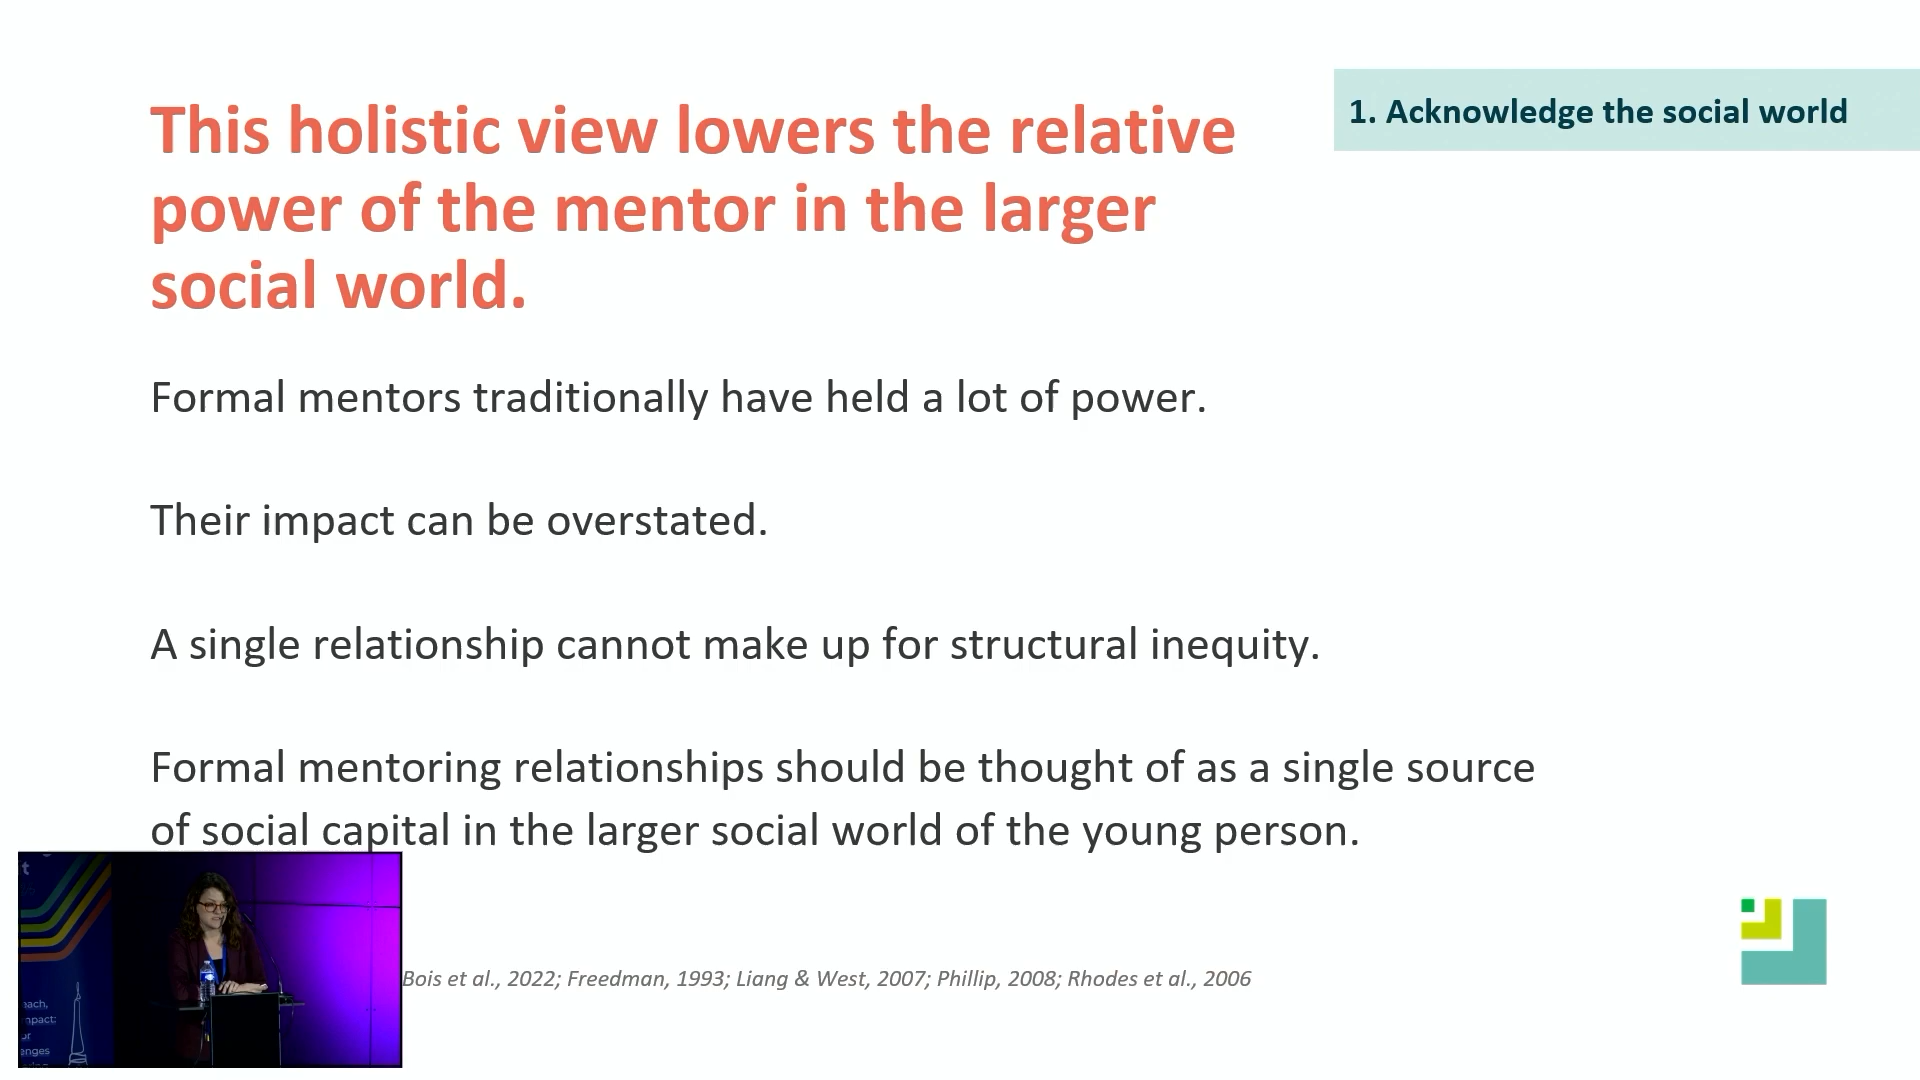 This holistic view lowers the relative
power of the mentor in the larger
social world.
1. Acknowledge the social world
Formal mentors traditionally have held a lot of power.
Their impact can be overstated.
A single relationship cannot make up for structural inequity.
Formal mentoring relationships should be thought of as a single source
of social capital in the larger social world of the young person.
Bois et al., 2022; Freedman, 1993; Liang & West, 2007; Phillip, 2008; Rhodes et al., 2006